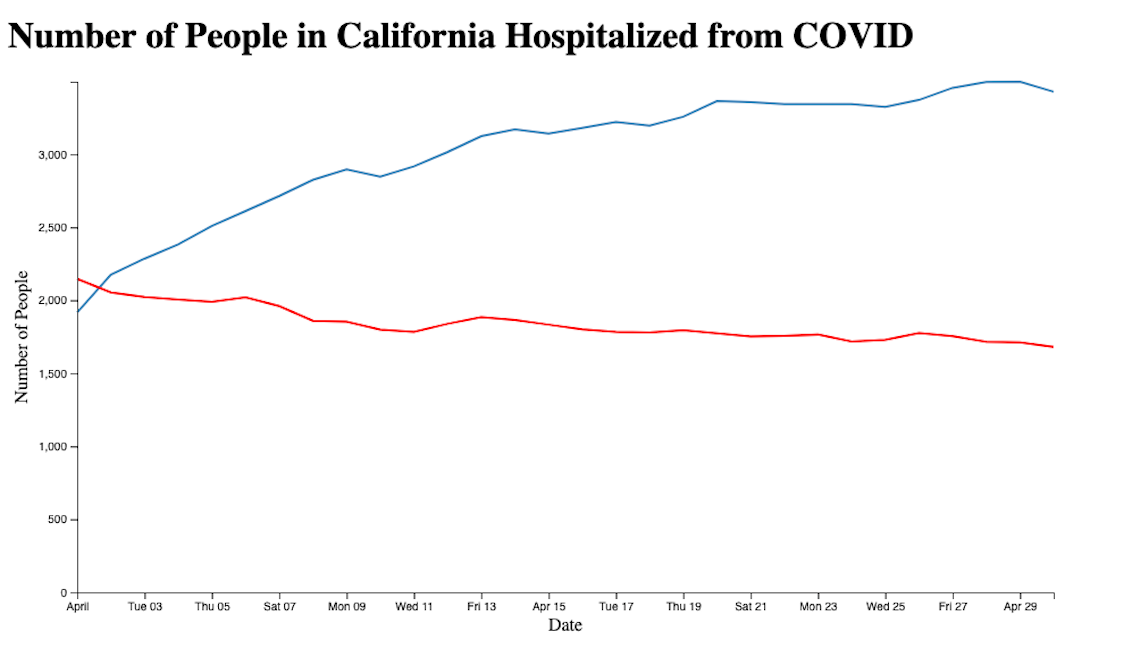 Number of People in California Hospitalized from COVID
3,000
2,500
2,000
1,500
1,000
500
0
Number of People
April Tue 03 Thu 05 Sat 07 Mon 09 Wed 11 Fri 13 Apr 15 Tue 17 Thu 19 Sat 21 Mon 23 Wed 25 Fri 27 Apr 29
Date